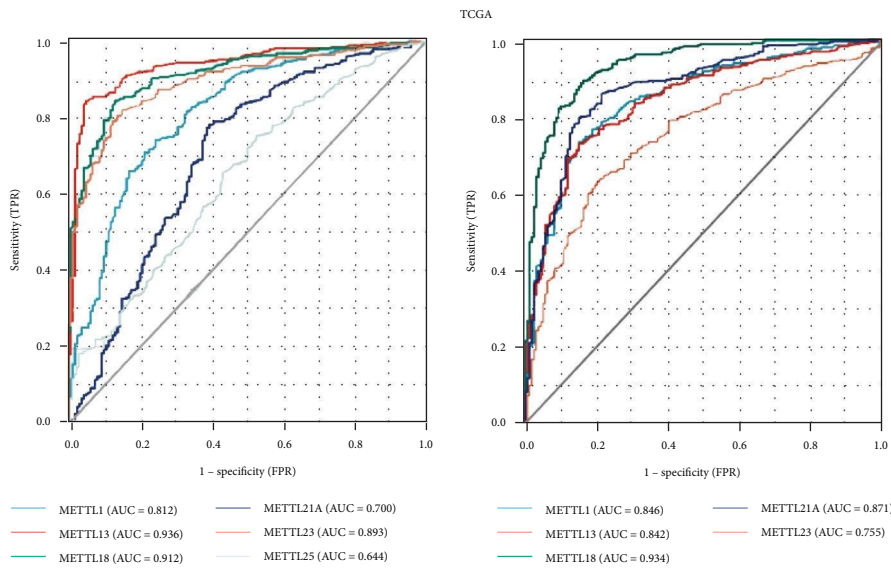 TCGA
1.0
0.8
0.6
0.4
0.2
0.0
Sensitivity (TPR)
0.0 0.2 0.4 0.6 0.8 1.0
1 – specificity (FPR)
METTL1 (AUC = 0.812)
METTL13 (AUC = 0.936)
METTL18 (AUC = 0.912)
METTL21A (AUC = 0.700)
METTL23 (AUC = 0.893)
METTL25 (AUC = 0.644)
1.0
0.8
0.6
0.4
0.2
0.0
Sensitivity (TPR)
0.0 0.2 0.4 0.6 0.8 1.0
1 – specificity (FPR)
METTL1 (AUC = 0.846)
METTL13 (AUC = 0.842)
METTL18 (AUC = 0.934)
METTL21A (AUC = 0.871)
METTL23 (AUC = 0.755)